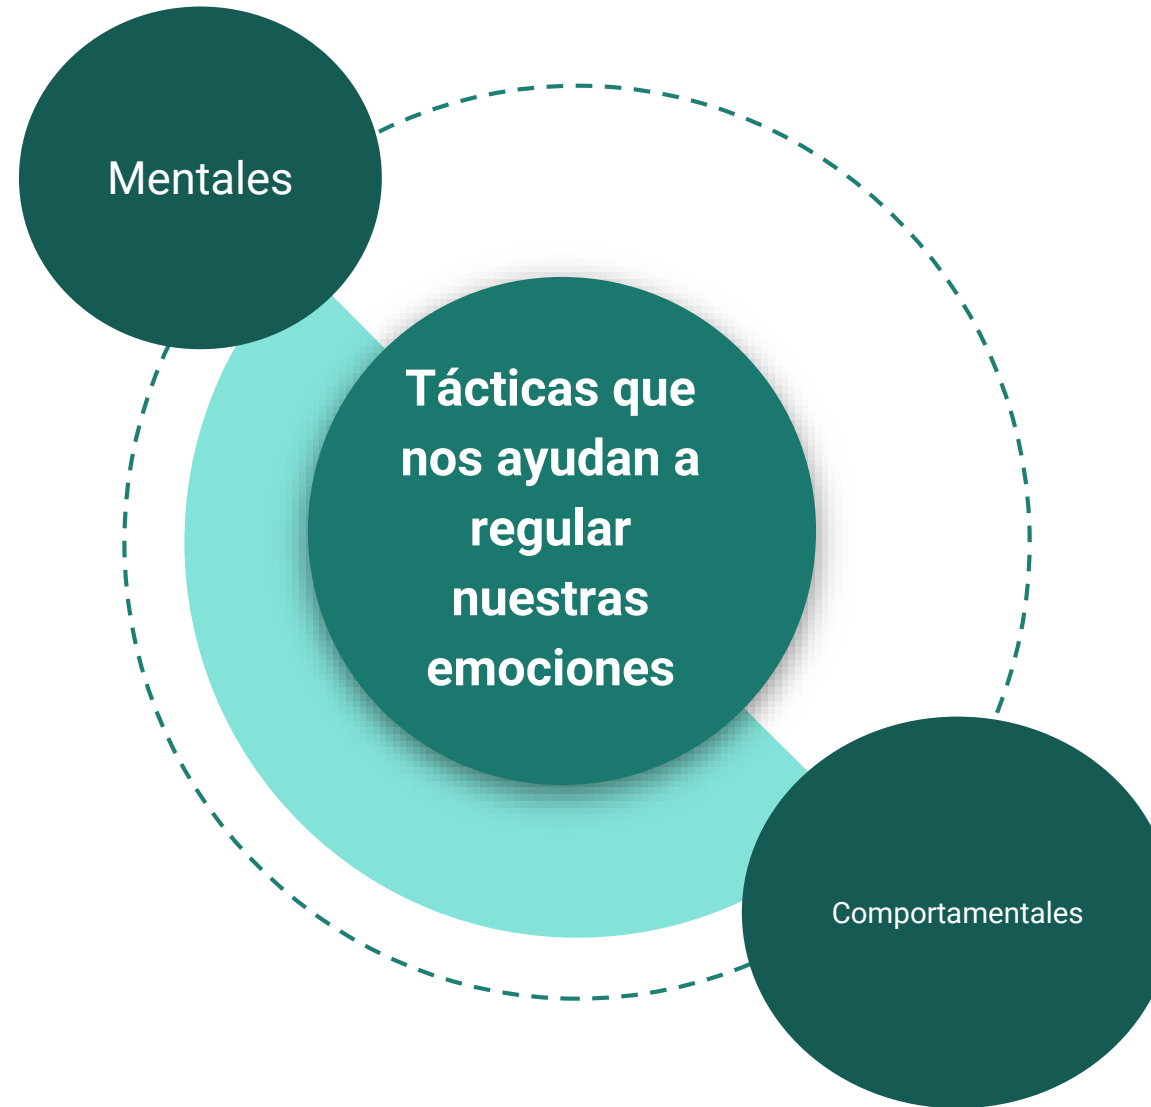 Mentales
Tácticas que
nos ayudan a
regular
nuestras
emociones
Comportamentales